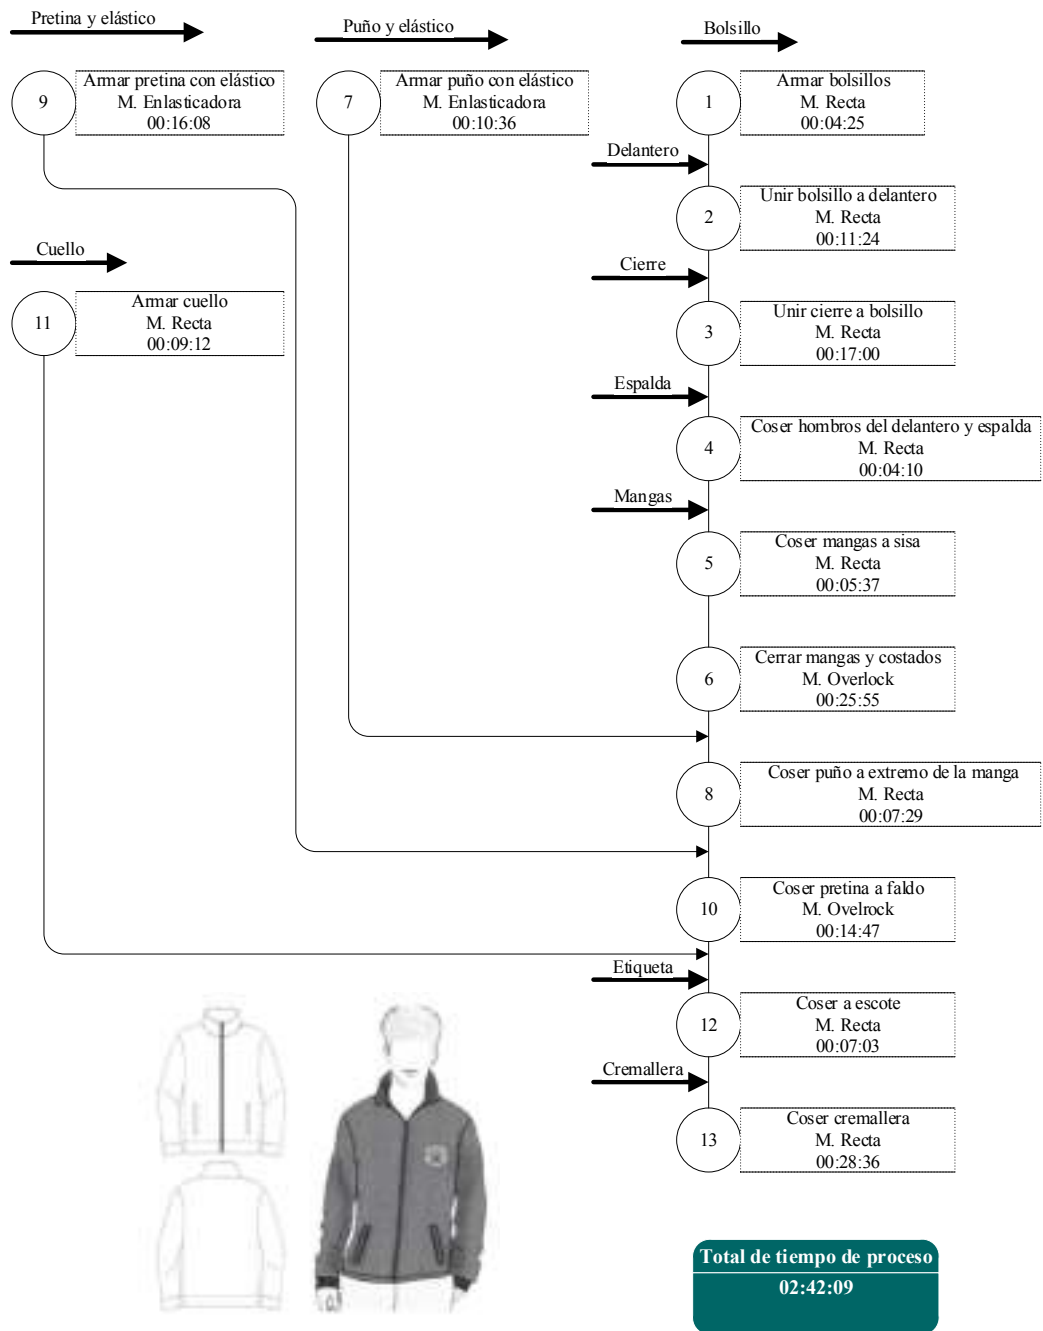 Pretina y elástico
9
Armar pretina con elástico
M. Enlasticadora
00:16:08
Cuello
11
Armar cuello
M. Recta
00:09:12
Puño y elástico
7
Armar puño con elástico
M. Enlasticadora
00:10:36
Bolsillo
1
Armar bolsillos
M. Recta
00:04:25
Delantero
2
Unir bolsillo a delantero
M. Recta
00:11:24
Cierre
3
Unir cierre a bolsillo
M. Recta
00:17:00
Espalda
4
Coser hombros del delantero y espalda
M. Recta
00:04:10
Mangas
5
Coser mangas a sisa
M. Recta
00:05:37
6
Cerrar mangas y costados
M. Overlock
00:25:55
8
Coser puño a extremo de la manga
M. Recta
00:07:29
10
Coser pretina a faldo
M. Ovelrock
00:14:47
Etiqueta
12
Coser a escote
M. Recta
00:07:03
Cremallera
13
Coser cremallera
M. Recta
00:28:36
Total de tiempo de proceso
02:42:09